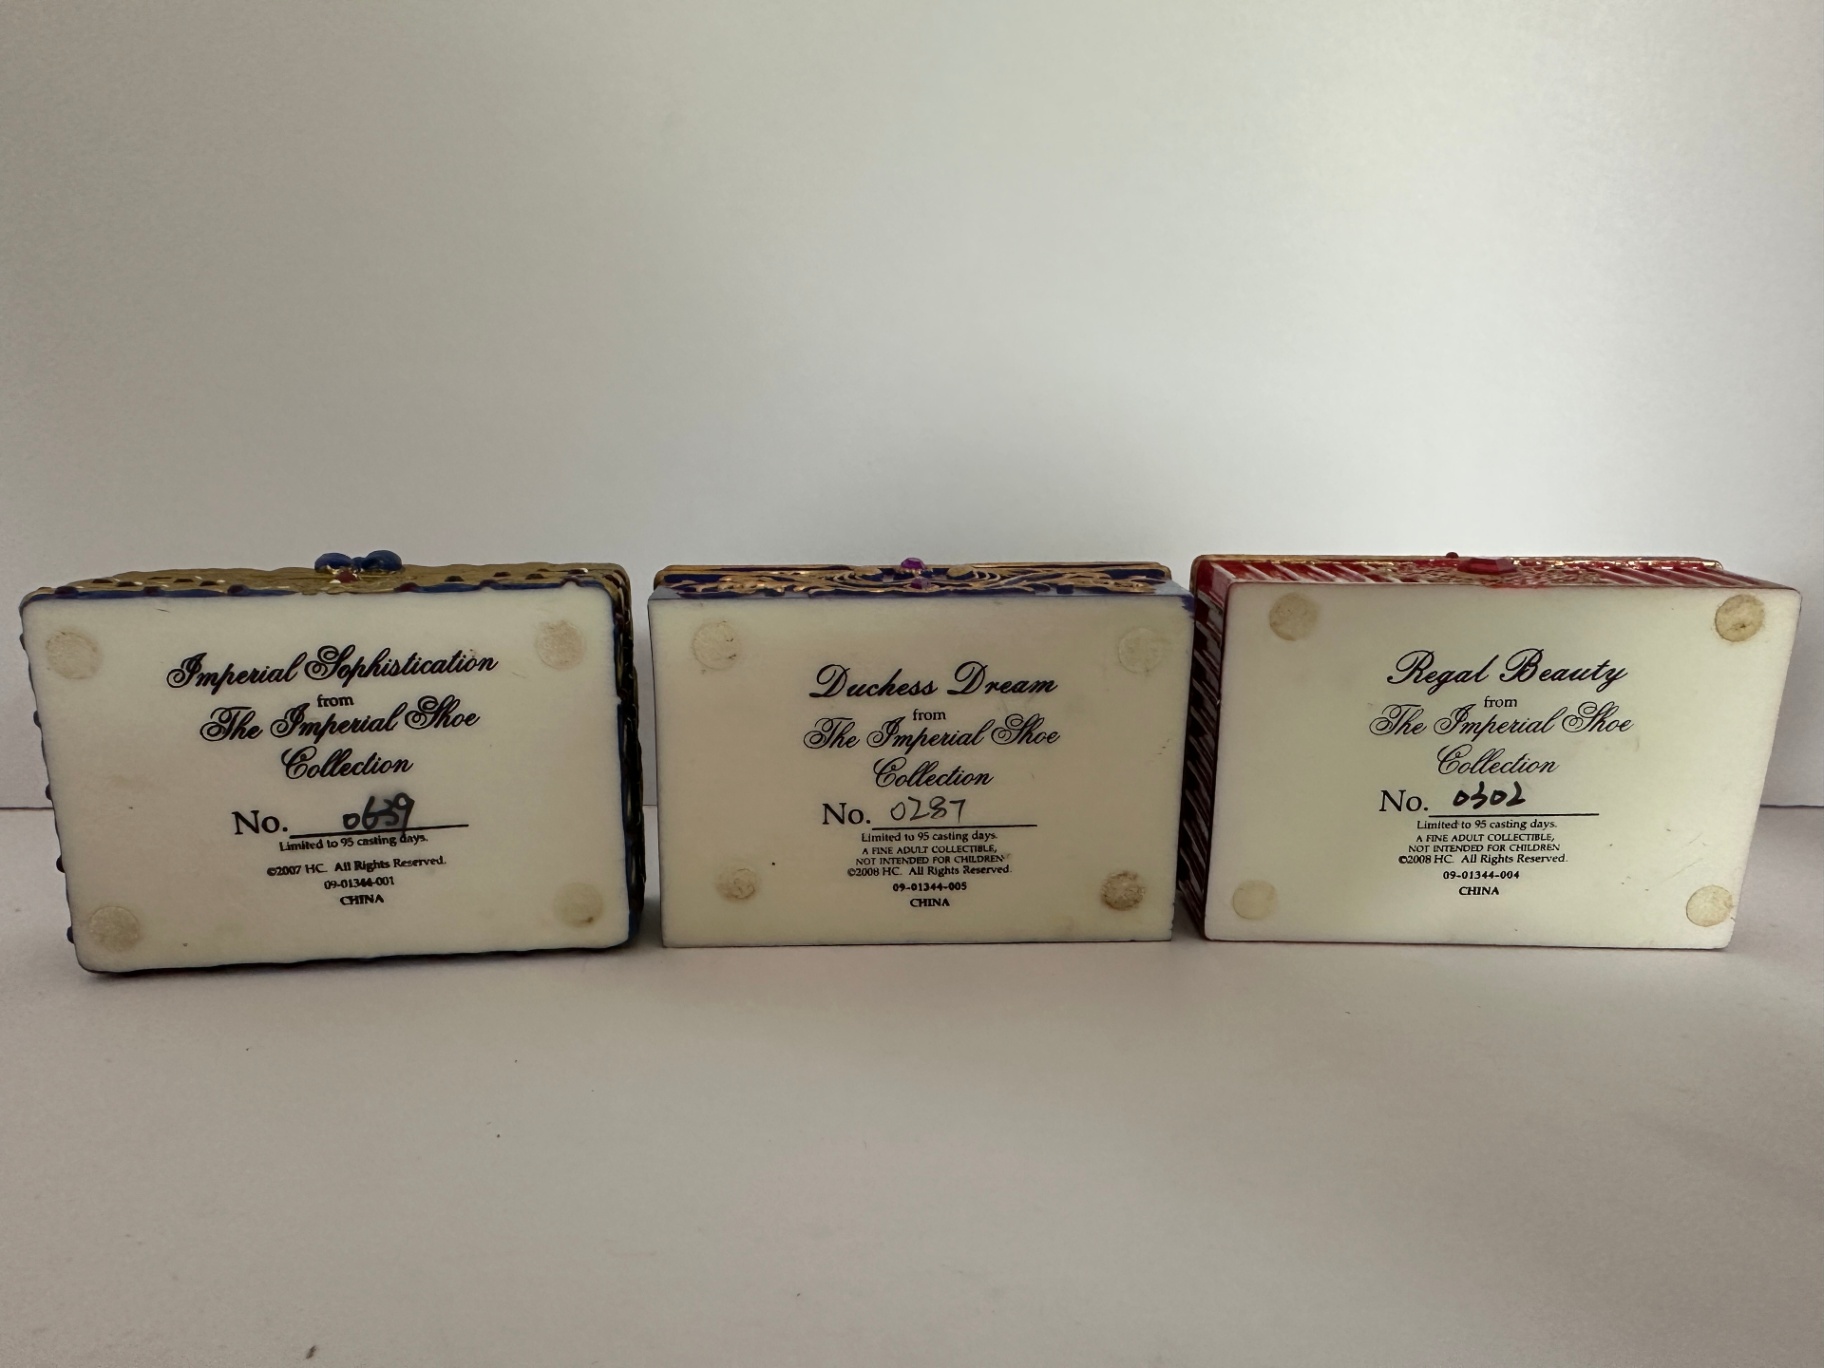 Imperial Sophistication
from
The Imperial Shoe
Collection
No. 0639
Limited to 95 casting days.
©2007 HC. All Rights Reserved.
09-01344-001
CHINA
Duchess Dream
from
The Imperial Shoe
Collection
No. 0287
Limited to 95 casting days.
A FINE ADULT COLLECTIBLE,
NOT INTENDED FOR CHILDREN
©2008 HC. All Rights Reserved.
09-01344-005
CHINA
Regal Beauty
from
The Imperial Shoe
Collection
No. 0302
Limited to 95 casting days.
A FINE ADULT COLLECTIBLE,
NOT INTENDED FOR CHILDREN
©2008 HC. All Rights Reserved.
09-01344-004
CHINA